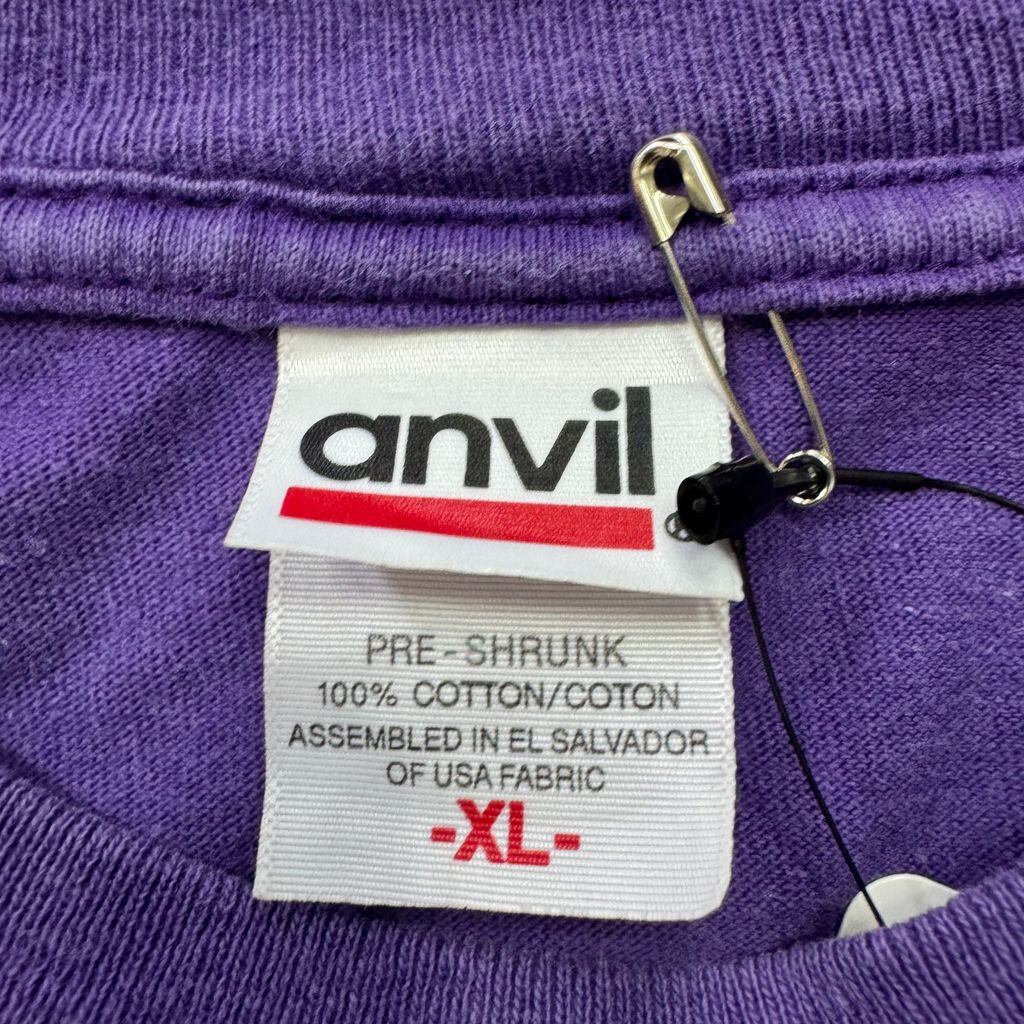 anvil
®
PRE-SHRUNK
100% COTTON/COTON
ASSEMBLED IN EL SALVADOR
OF USA FABRIC
-XL-